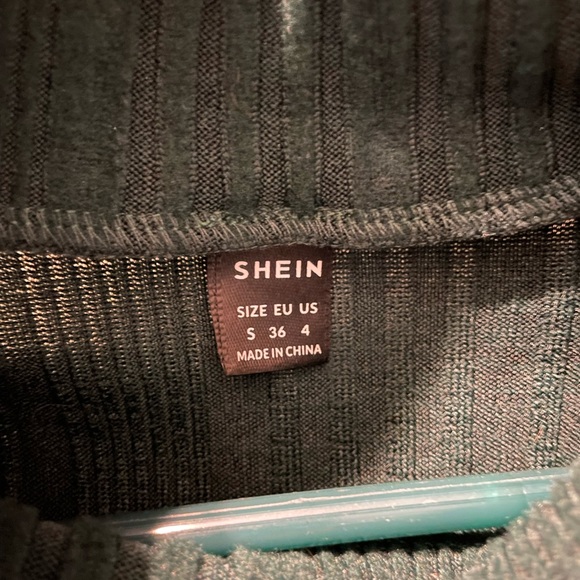 SHEIN
SIZE EU US
S 36 4
MADE IN CHINA